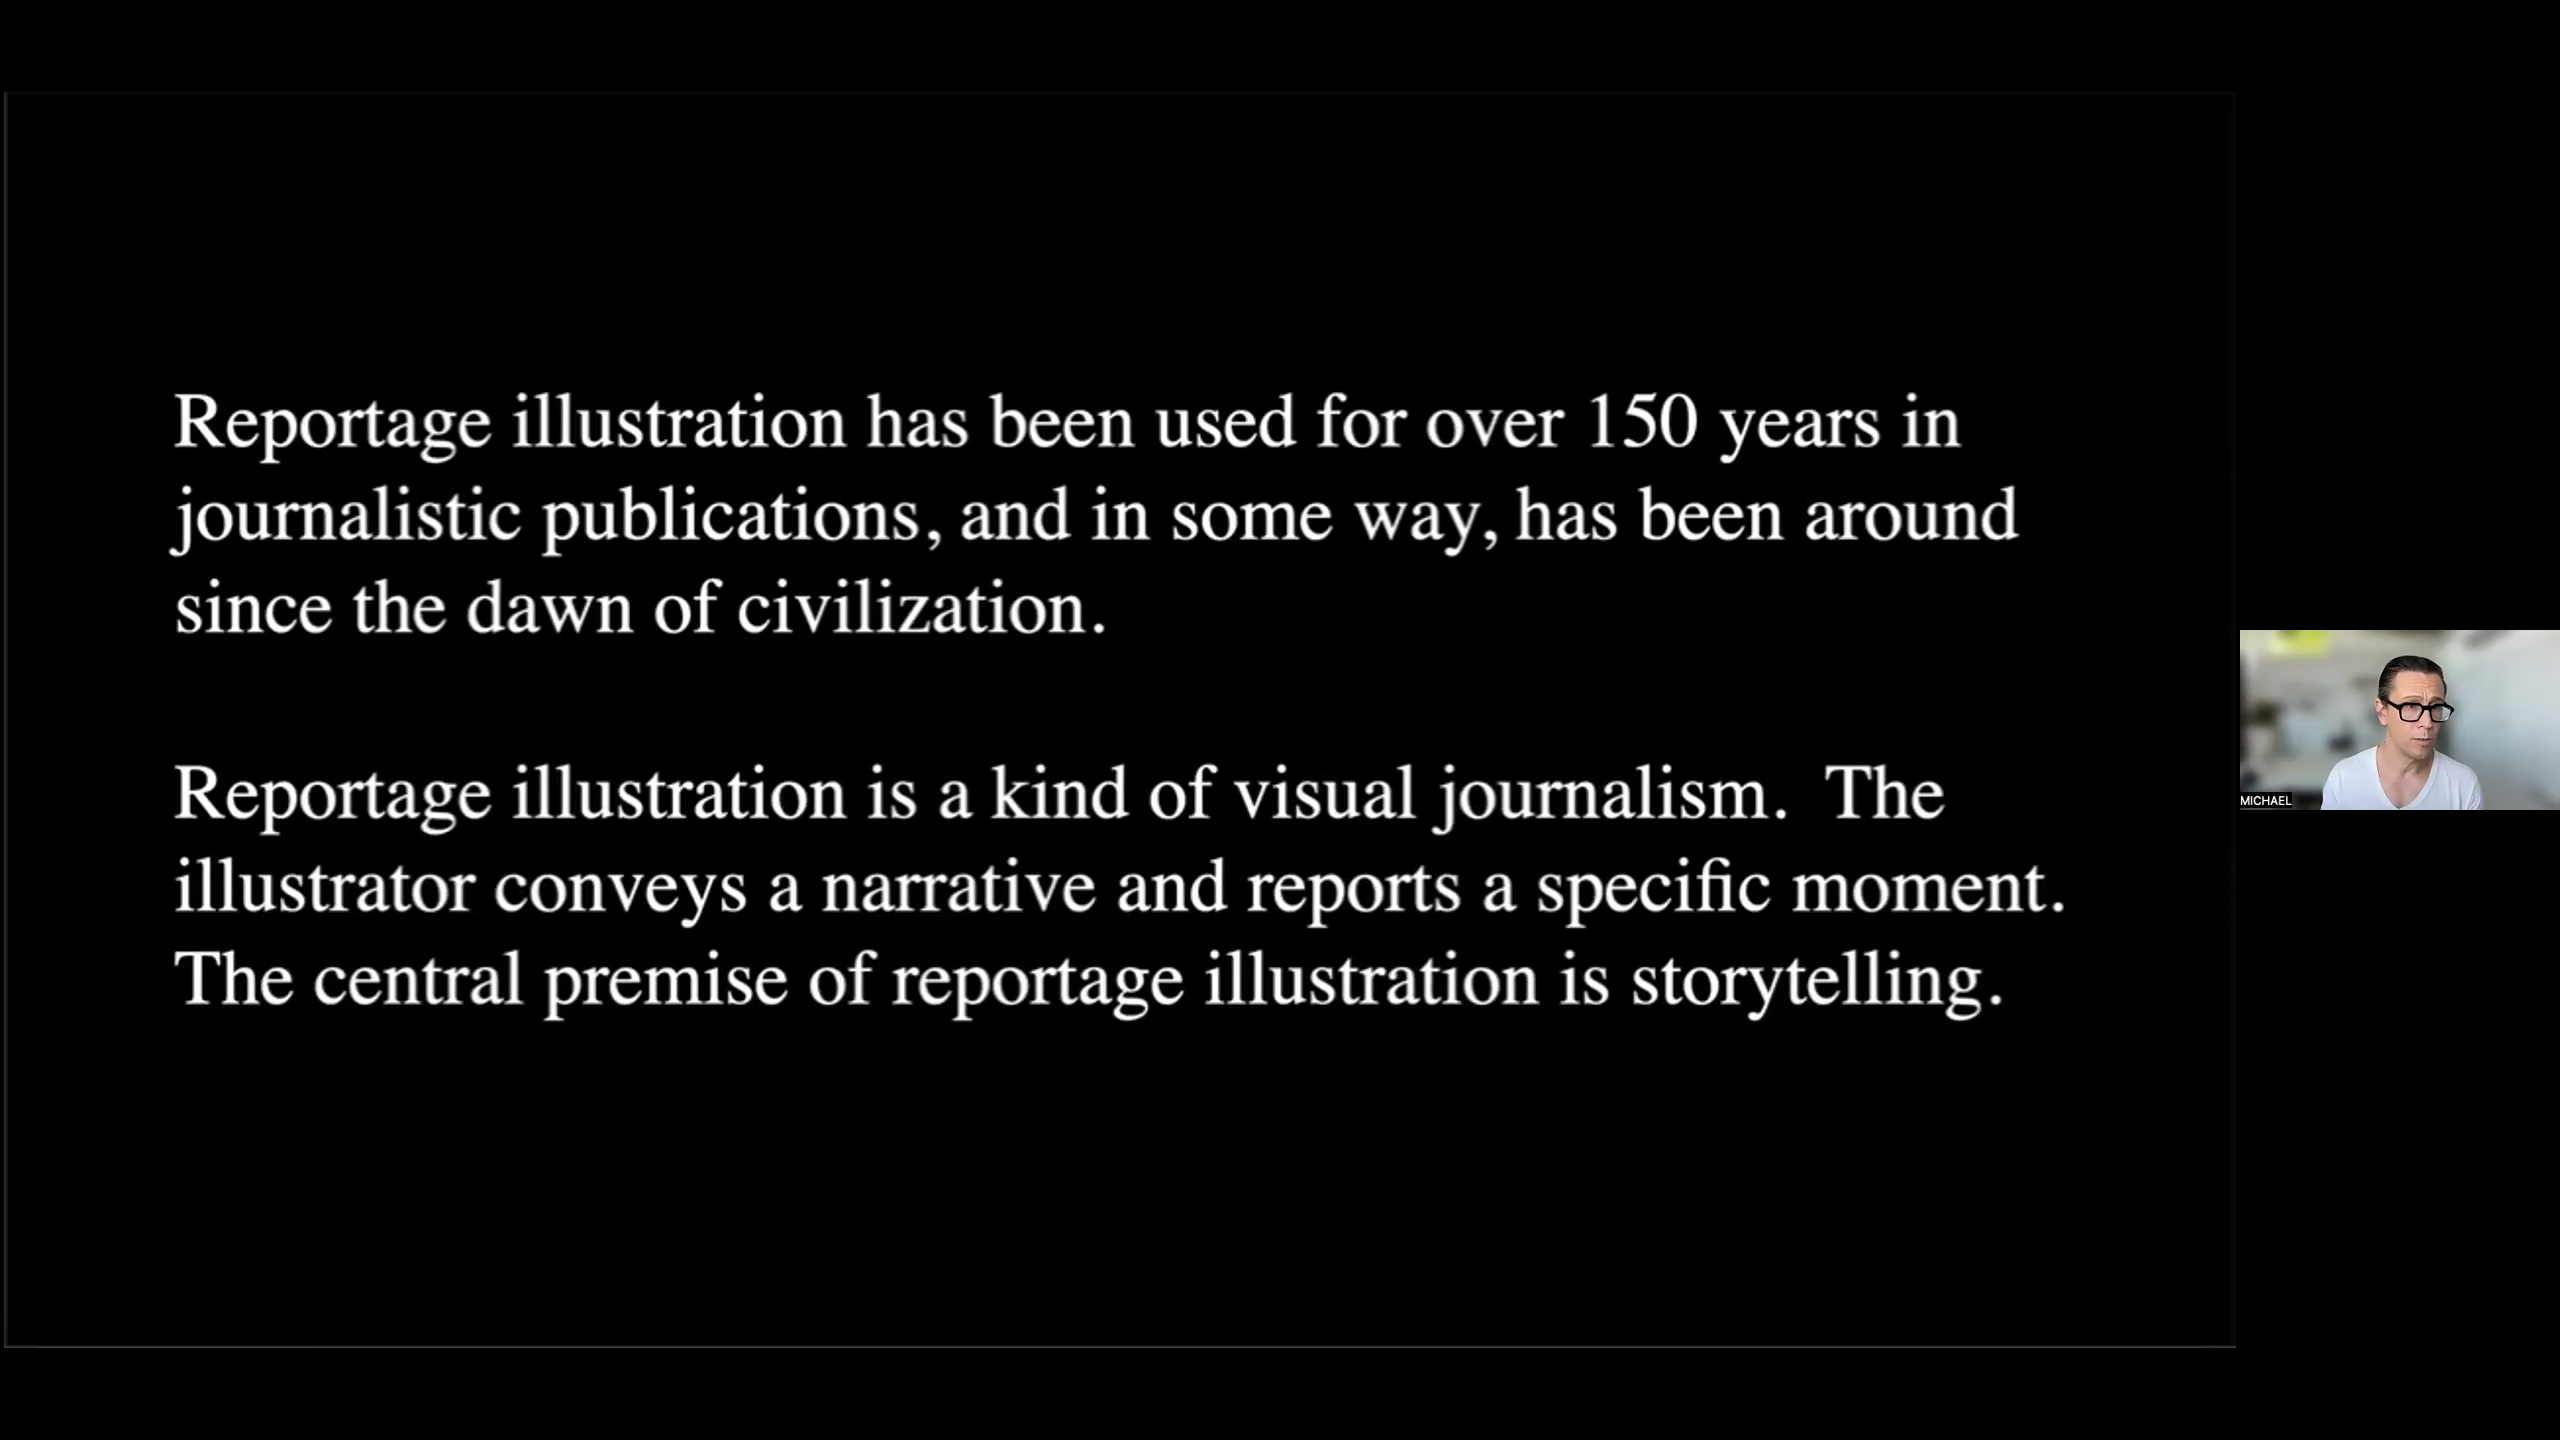 Reportage illustration has been used for over 150 years in
journalistic publications, and in some way, has been around
since the dawn of civilization.
Reportage illustration is a kind of visual journalism.  The
illustrator conveys a narrative and reports a specific moment.
The central premise of reportage illustration is storytelling.
MICHAEL